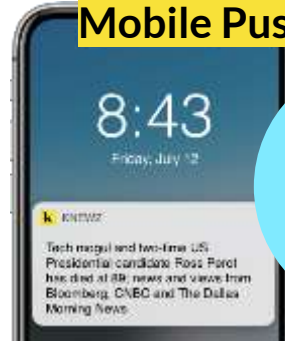 Mobile Pus
8:43
Friday, July 12
k KNEWZ
Tech mogul and two-time US
Presidential candidate Ross Perot
has died at 89; news and views from
Bloomberg, CNBC and The Dallas
Morning News